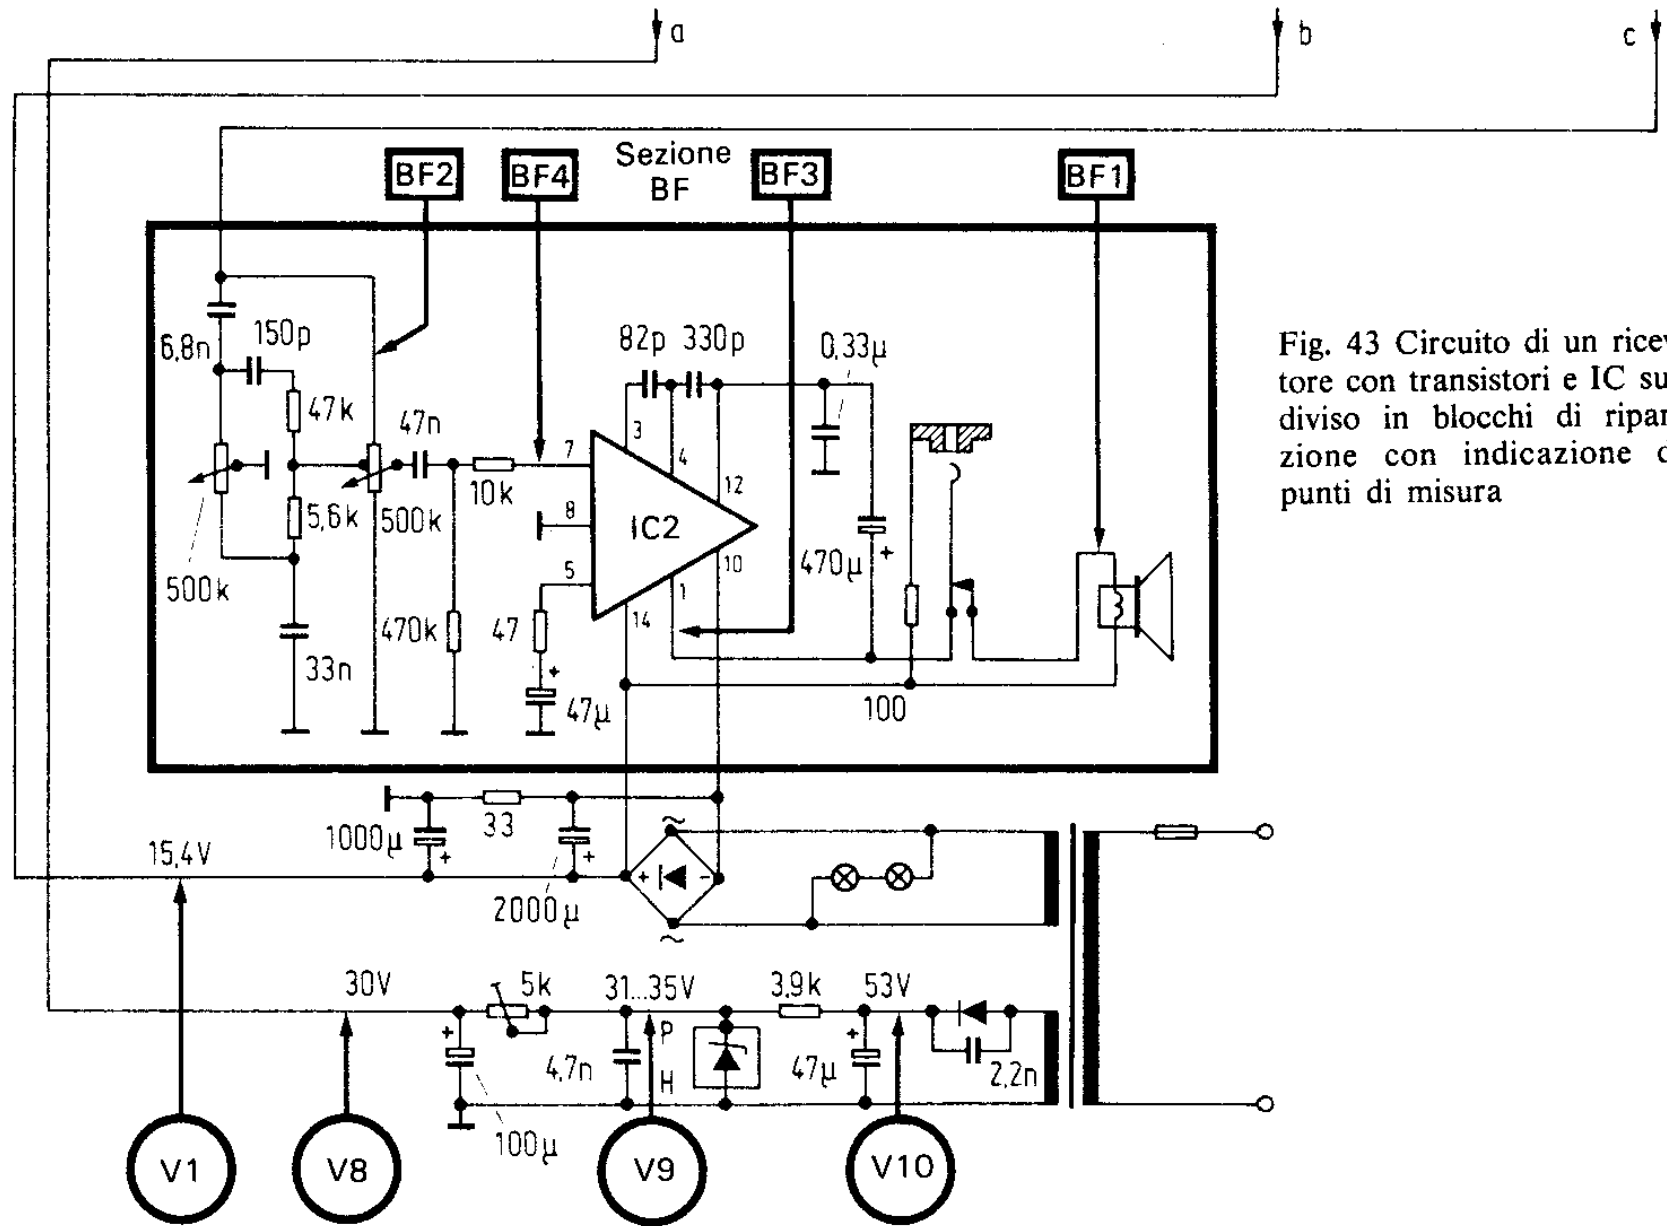 a
b
c
BF2
BF4
Sezione
BF
BF3
BF1
6,8n
150p
47k
47n
82p
330p
0,33µ
3
4
7
12
10k
8
IC2
5,6k
500k
500k
5
1
10
14
470µ
+
470k
47
33n
+
47µ
100
Fig. 43 Circuito di un
tore con transistori e IC
diviso in blocchi di
zione con indicazione
punti di misura
1000µ
+
33
2000µ
+
15,4V
~
+
-
~
30V
5k
31...35V
3,9k
53V
+
100µ
4,7n
P
H
47µ
+
2,2n
V1
V8
V9
V10